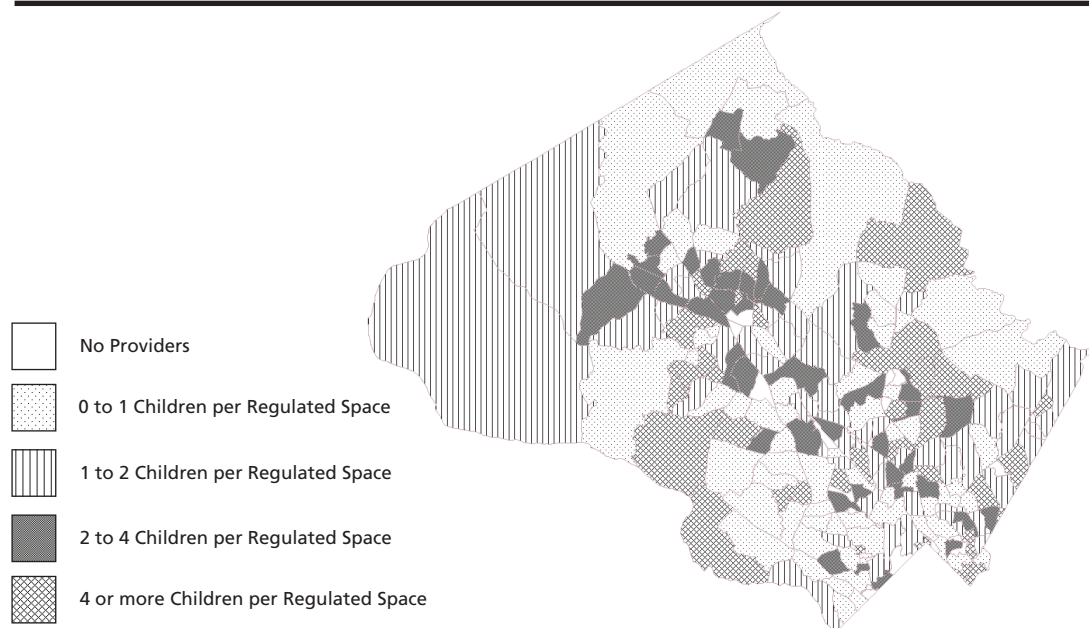 No Providers
0 to 1 Children per Regulated Space
1 to 2 Children per Regulated Space
2 to 4 Children per Regulated Space
4 or more Children per Regulated Space